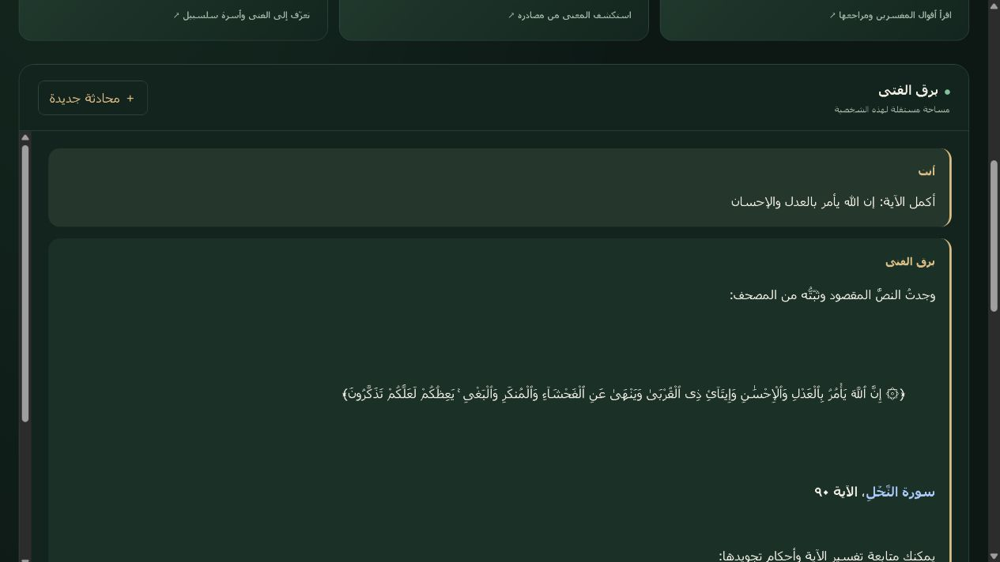 اقرأ أقوال المفسرين ومراجعها ↗
استكشف المعنى من مصادره ↗
تعرّف إلى الفتى وأسرة سلسبيل ↗
برق الفتى
مساحة مستقلة لهذه الشخصية
+ محادثة جديدة
أنت
أكمل الآية: إن الله يأمر بالعدل والإحسان
برق الفتى
وجدتُ النصَّ المقصود وثبّتُّه من المصحف:
﴿۞ إِنَّ ٱللَّهَ يَأْمُرُ بِٱلْعَدْلِ وَٱلْإِحْسَٰنِ وَإِيتَآئِ ذِى ٱلْقُرْبَىٰ وَيَنْهَىٰ عَنِ ٱلْفَحْشَآءِ وَٱلْمُنكَرِ وَٱلْبَغْىِ ۚ يَعِظُكُمْ لَعَلَّكُمْ تَذَكَّرُونَ﴾
سورة النَّحْلِ، الآية ٩٠
يمكنك متابعة تفسير الآية وأحكام تجويدها: